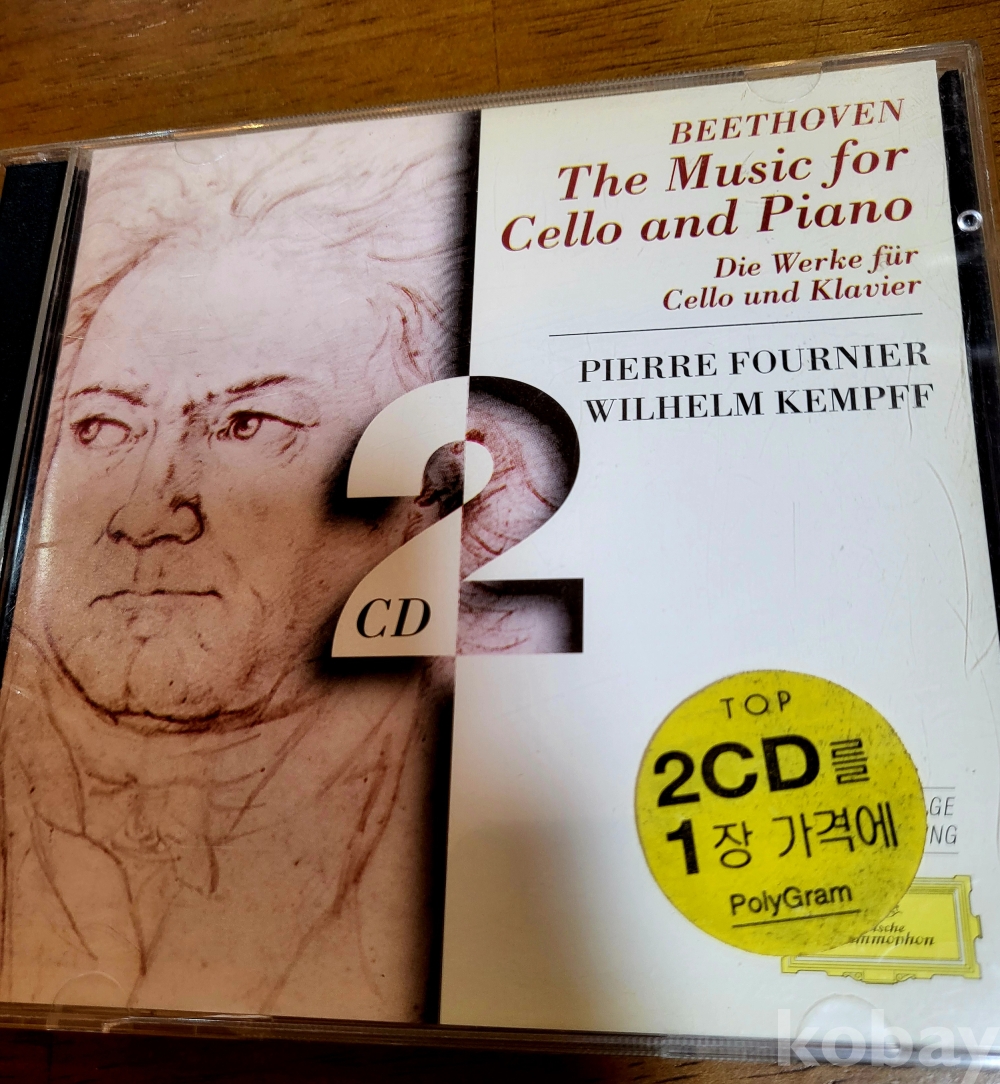 BEETHOVEN
The Music for
Cello and Piano
Die Werke für
Cello und Klavier
PIERRE FOURNIER
WILHELM KEMPFF
2
CD
TOP
2CD를
1장 가격에
PolyGram
kobay